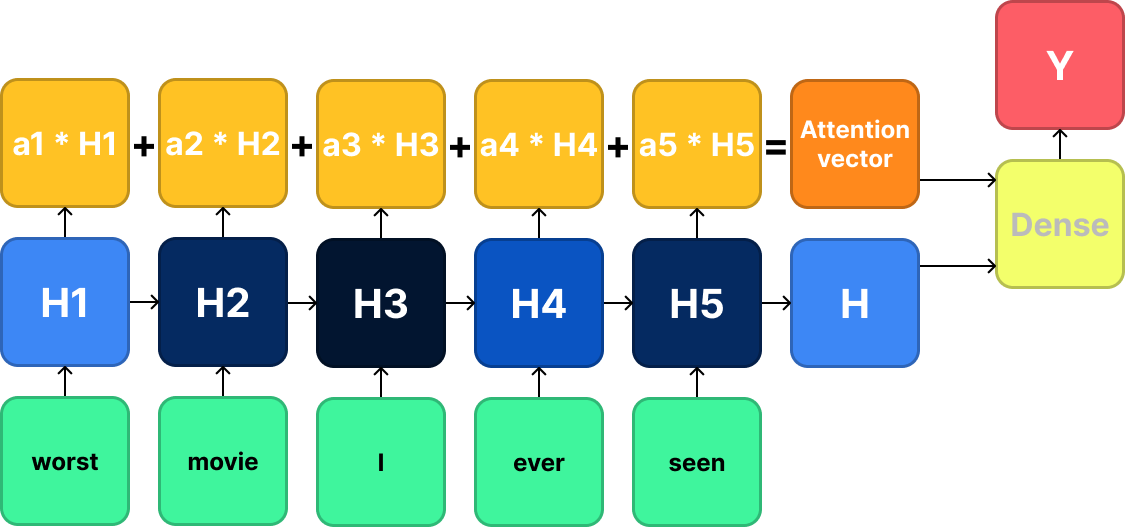 Y
a1 * H1 + a2 * H2 + a3 * H3 + a4 * H4 + a5 * H5 = Attention vector
Dense
H1 H2 H3 H4 H5 H
worst movie I ever seen